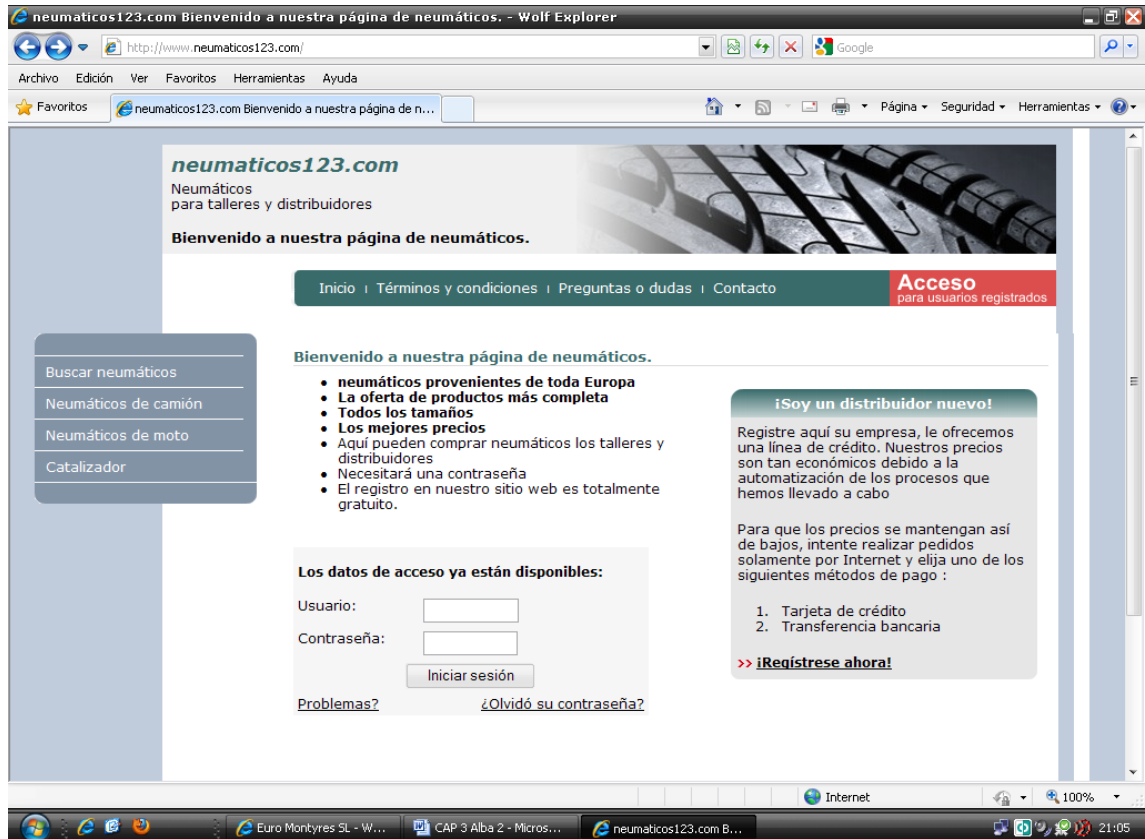 neumaticos123.com Bienvenido a nuestra página de neumáticos. - Wolf Explorer
http://www.neumaticos123.com/
Google
Archivo Edición Ver Favoritos Herramientas Ayuda
Favoritos
neumaticos123.com Bienvenido a nuestra página de n...
Página Seguridad Herramientas
neumaticos123.com
Neumáticos
para talleres y distribuidores
Bienvenido a nuestra página de neumáticos.
Inicio Términos y condiciones Preguntas o dudas Contacto
Acceso
para usuarios registrados
Buscar neumáticos
Neumáticos de camión
Neumáticos de moto
Catalizador
Bienvenido a nuestra página de neumáticos.
• neumáticos provenientes de toda Europa
• La oferta de productos más completa
• Todos los tamaños
• Los mejores precios
• Aquí pueden comprar neumáticos los talleres y
distribuidores
• Necesitará una contraseña
• El registro en nuestro sitio web es totalmente
gratuito.
Los datos de acceso ya están disponibles:
Usuario:
Contraseña:
Iniciar sesión
Problemas? ¿Olvidó su contraseña?
¡Soy un distribuidor nuevo!
Registre aquí su empresa, le ofrecemos
una línea de crédito. Nuestros precios
son tan económicos debido a la
automatización de los procesos que
hemos llevado a cabo
Para que los precios se mantengan así
de bajos, intente realizar pedidos
solamente por Internet y elija uno de los
siguientes métodos de pago :
1. Tarjeta de crédito
2. Transferencia bancaria
>> ¡Regístrese ahora!
Internet 100%
Euro Montyres SL - W... CAP 3 Alba 2 - Micros... neumaticos123.com B... 21:05